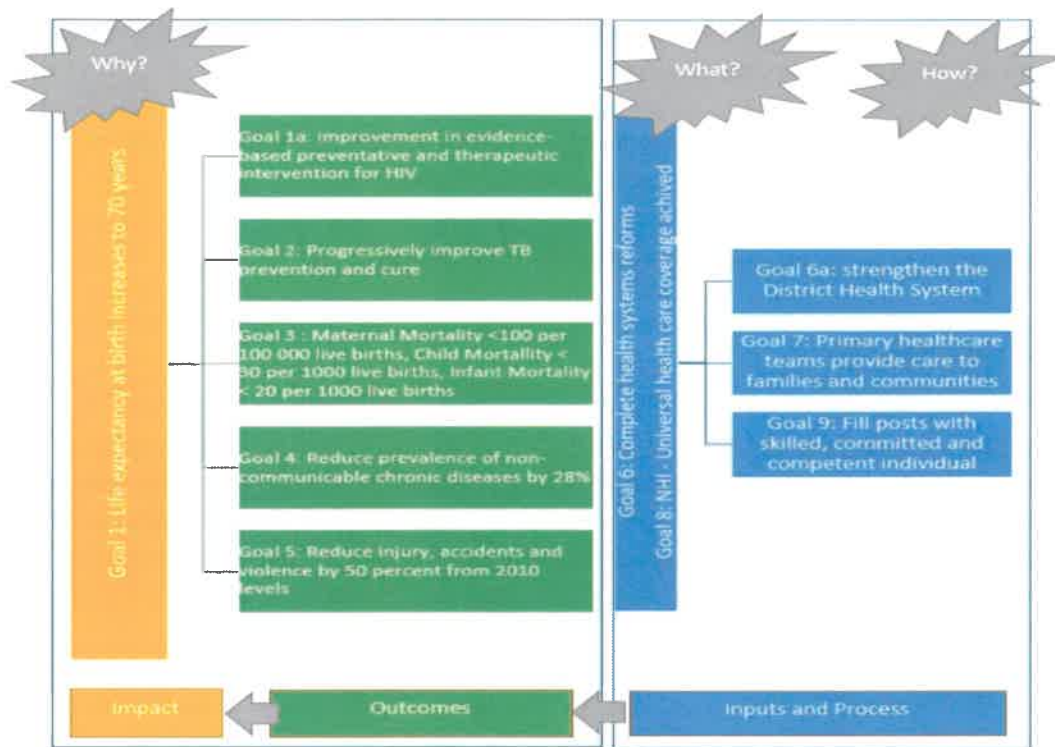 Why?
What?
How?
Goal 1: Life expectancy at birth increases to 70 years
Goal 1a: improvement in evidence-
based preventative and therapeutic
intervention for HIV
Goal 2: Progressively improve TB
prevention and cure
Goal 3 : Maternal Mortality <100 per
100 000 live births, Child Mortallity <
30 per 1000 live births, Infant Mortality
< 20 per 1000 live births
Goal 4: Reduce prevalence of non-
communicable chronic diseases by 28%
Goal 5: Reduce injury, accidents and
violence by 50 percent from 2010
levels
Goal 6: Complete health systems reforms
Goal 8: NHI - Universal health care coverage achived
Goal 6a: strengthen the
District Health System
Goal 7: Primary healthcare
teams provide care to
families and communities
Goal 9: Fill posts with
skilled, committed and
competent individual
Impact
Outcomes
Inputs and Process